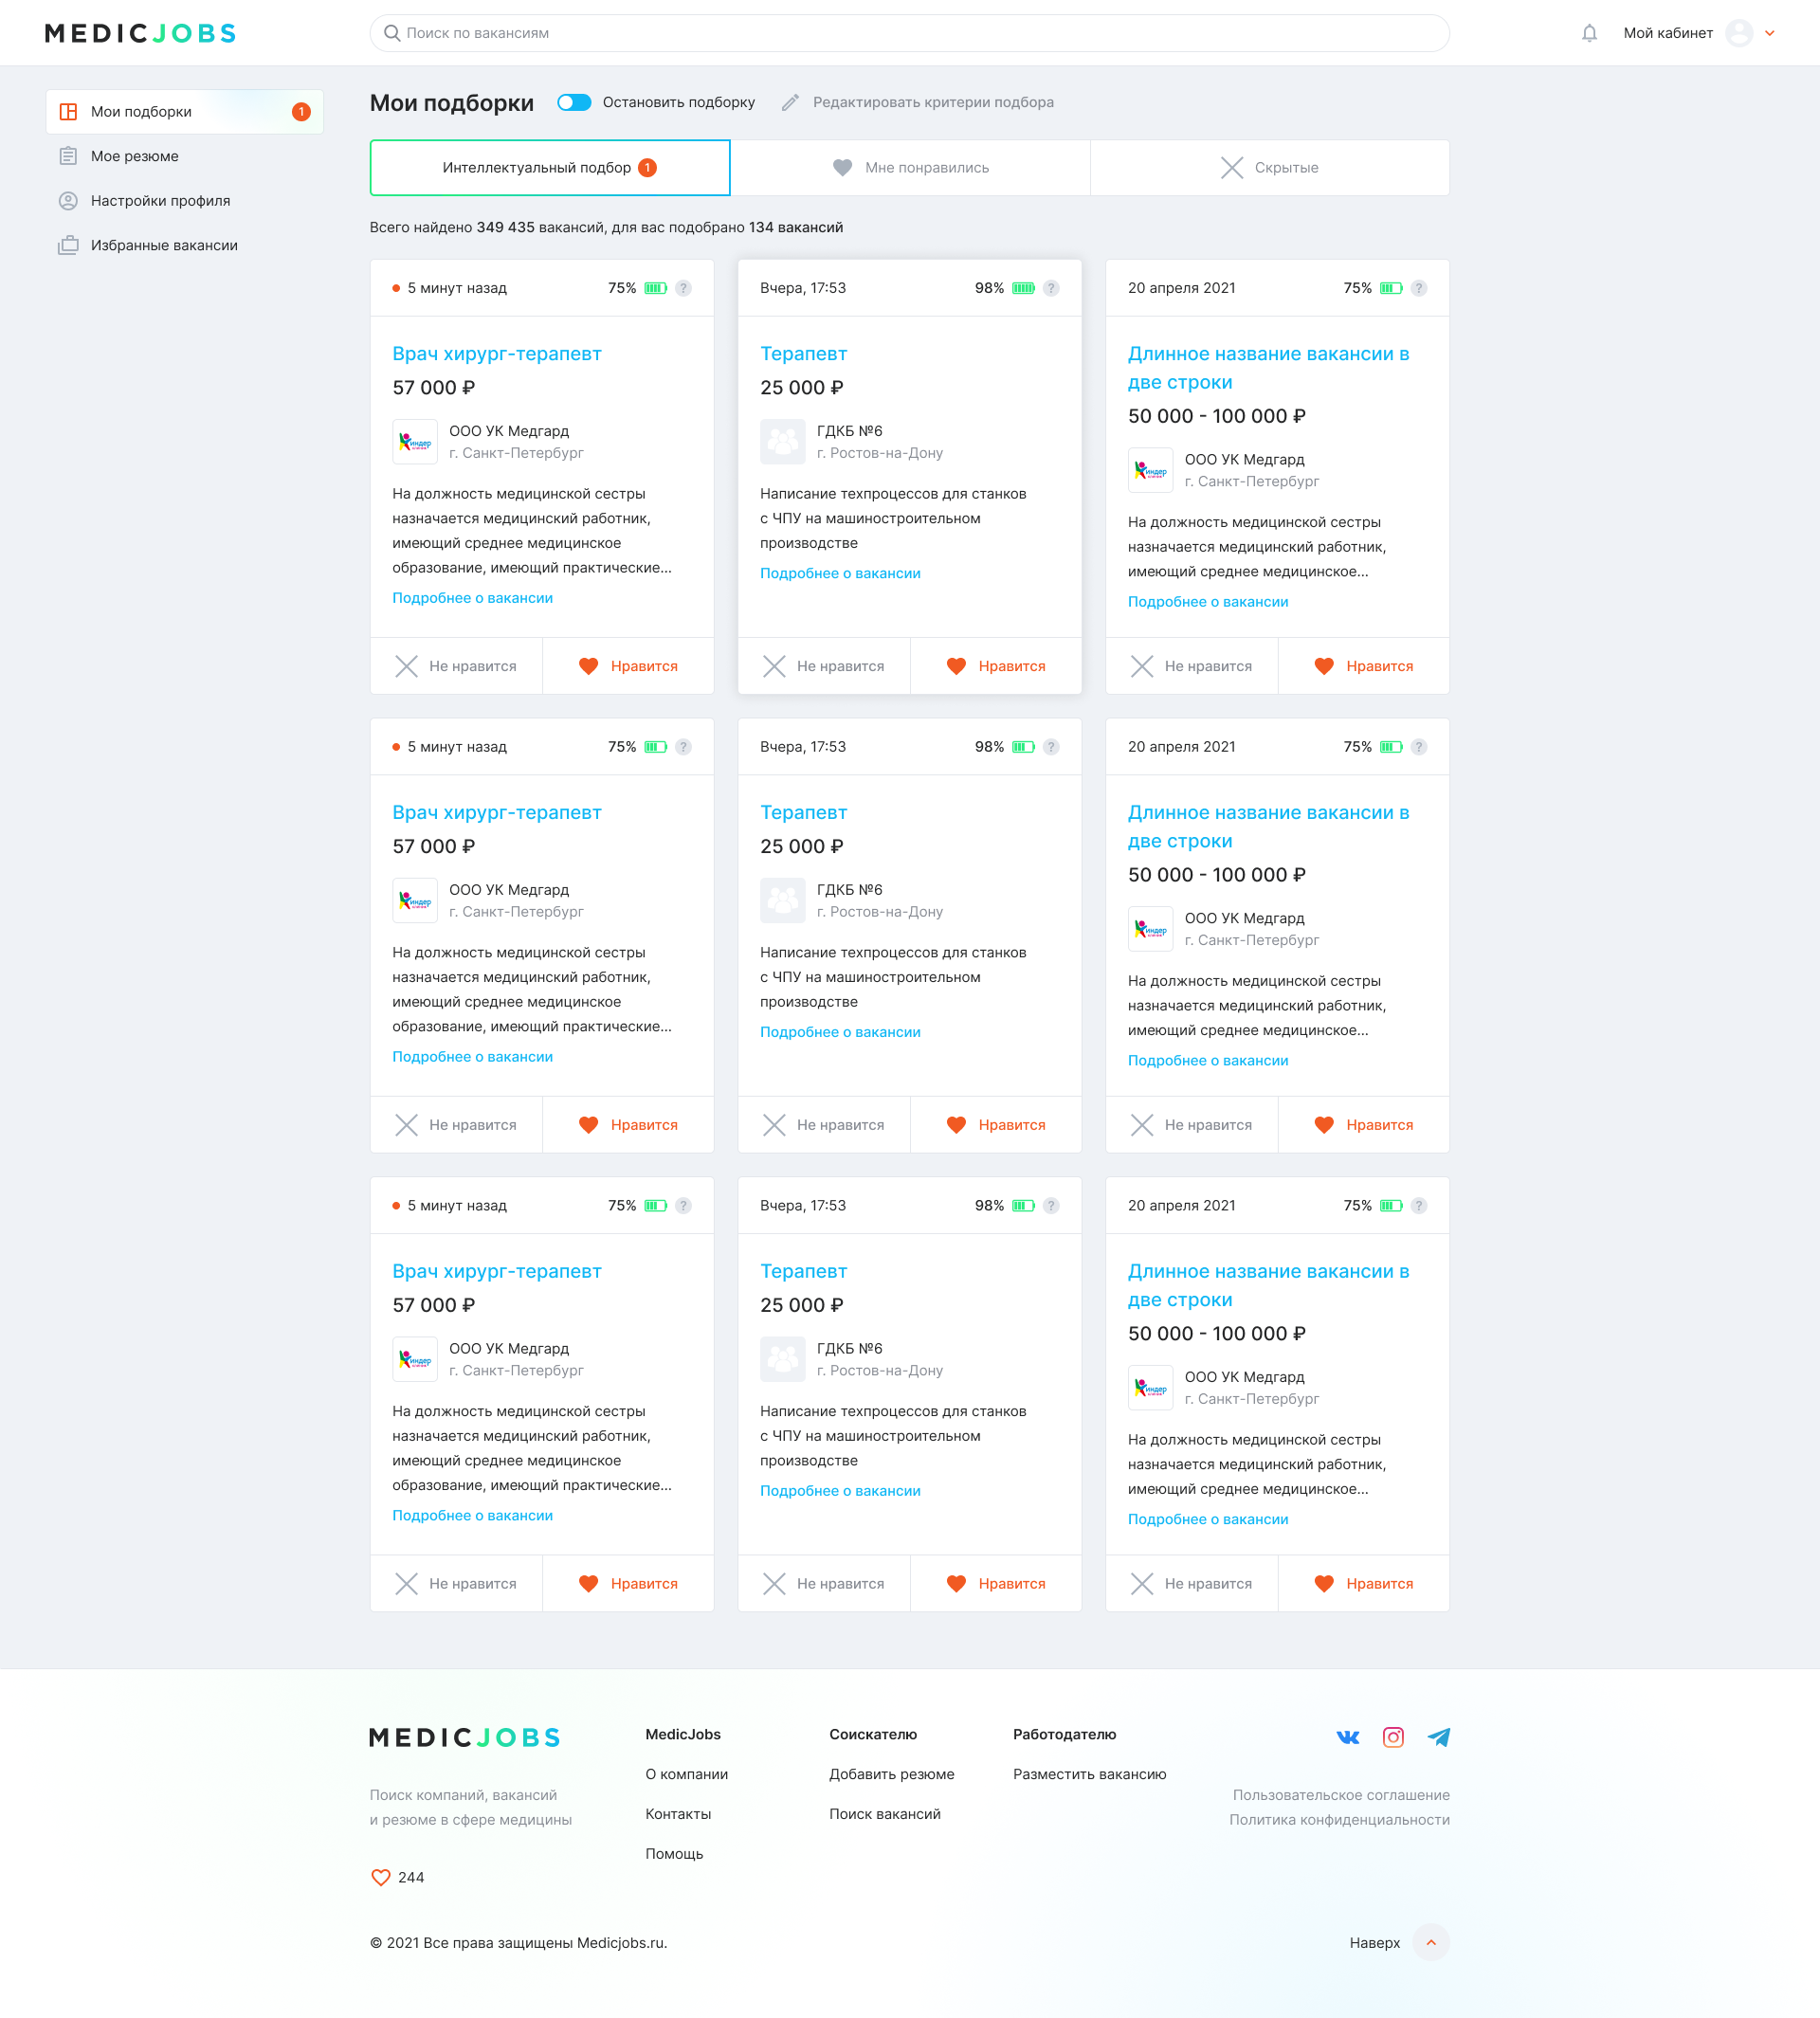 MEDICJOBS
Поиск по вакансиям
Мой кабинет
Мои подборки
1
Мое резюме
Настройки профиля
Избранные вакансии
Мои подборки
Остановить подборку
Редактировать критерии подбора
Интеллектуальный подбор 1
Мне понравились
Скрытые
Всего найдено 349 435 вакансий, для вас подобрано 134 вакансий
5 минут назад
75%
?
Врач хирург-терапевт
57 000 ₽
Киндер
ООО УК Медгард
г. Санкт-Петербург
На должность медицинской сестры
назначается медицинский работник,
имеющий среднее медицинское
образование, имеющий практические...
Подробнее о вакансии
Не нравится
Нравится
Вчера, 17:53
98%
?
Терапевт
25 000 ₽
ГДКБ №6
г. Ростов-на-Дону
Написание техпроцессов для станков
с ЧПУ на машиностроительном
производстве
Подробнее о вакансии
Не нравится
Нравится
20 апреля 2021
75%
?
Длинное название вакансии в
две строки
50 000 - 100 000 ₽
Киндер
ООО УК Медгард
г. Санкт-Петербург
На должность медицинской сестры
назначается медицинский работник,
имеющий среднее медицинское...
Подробнее о вакансии
Не нравится
Нравится
5 минут назад
75%
?
Врач хирург-терапевт
57 000 ₽
Киндер
ООО УК Медгард
г. Санкт-Петербург
На должность медицинской сестры
назначается медицинский работник,
имеющий среднее медицинское
образование, имеющий практические...
Подробнее о вакансии
Не нравится
Нравится
Вчера, 17:53
98%
?
Терапевт
25 000 ₽
ГДКБ №6
г. Ростов-на-Дону
Написание техпроцессов для станков
с ЧПУ на машиностроительном
производстве
Подробнее о вакансии
Не нравится
Нравится
20 апреля 2021
75%
?
Длинное название вакансии в
две строки
50 000 - 100 000 ₽
Киндер
ООО УК Медгард
г. Санкт-Петербург
На должность медицинской сестры
назначается медицинский работник,
имеющий среднее медицинское...
Подробнее о вакансии
Не нравится
Нравится
5 минут назад
75%
?
Врач хирург-терапевт
57 000 ₽
Киндер
ООО УК Медгард
г. Санкт-Петербург
На должность медицинской сестры
назначается медицинский работник,
имеющий среднее медицинское
образование, имеющий практические...
Подробнее о вакансии
Не нравится
Нравится
Вчера, 17:53
98%
?
Терапевт
25 000 ₽
ГДКБ №6
г. Ростов-на-Дону
Написание техпроцессов для станков
с ЧПУ на машиностроительном
производстве
Подробнее о вакансии
Не нравится
Нравится
20 апреля 2021
75%
?
Длинное название вакансии в
две строки
50 000 - 100 000 ₽
Киндер
ООО УК Медгард
г. Санкт-Петербург
На должность медицинской сестры
назначается медицинский работник,
имеющий среднее медицинское...
Подробнее о вакансии
Не нравится
Нравится
MEDICJOBS
Поиск компаний, вакансий
и резюме в сфере медицины
244
MedicJobs
О компании
Контакты
Помощь
Соискателю
Добавить резюме
Поиск вакансий
Работодателю
Разместить вакансию
Пользовательское соглашение
Политика конфиденциальности
© 2021 Все права защищены Medicjobs.ru.
Наверх